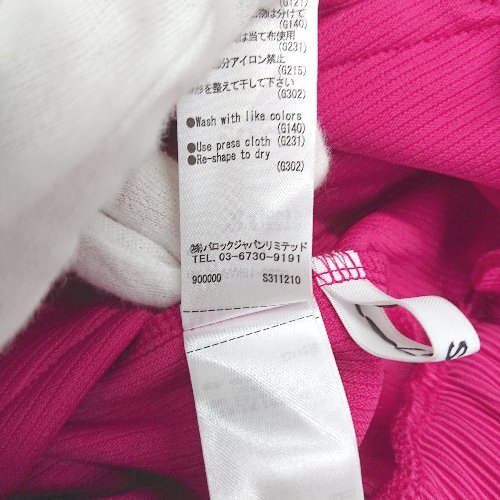 (G121)
物は分けて
(G140)
は当て布使用
(G231)
部分アイロン禁止
(G215)
形を整えて干して下さい
(G302)
●Wash with like colors
(G140)
●Use press cloth (G231)
●Re-shape to dry
(G302)
(株)バロックジャパンリミテッド
TEL. 03-6730-9191
900000 S311210
S